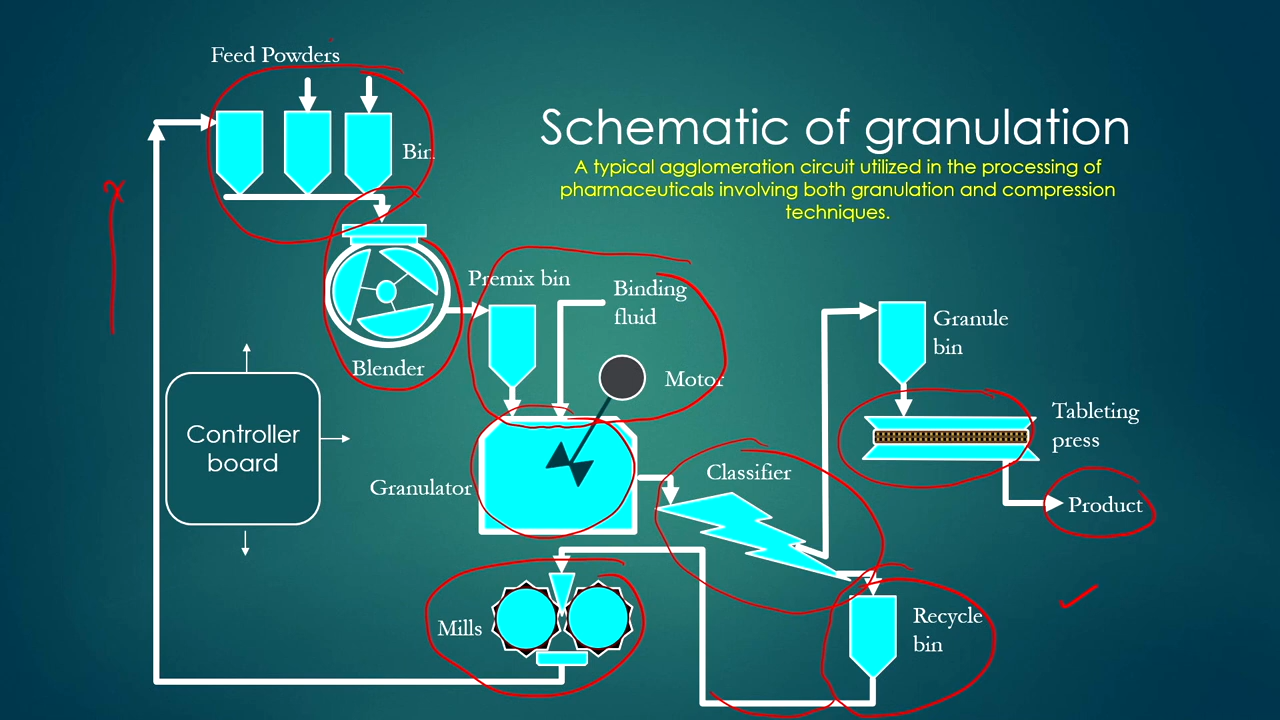 Feed Powders
Bin
Schematic of granulation
A typical agglomeration circuit utilized in the processing of
pharmaceuticals involving both granulation and compression
techniques.
Premix bin
Binding
fluid
Blender
Motor
Granule
bin
Tableting
press
Controller
board
Granulator
Classifier
Product
Mills
Recycle
bin